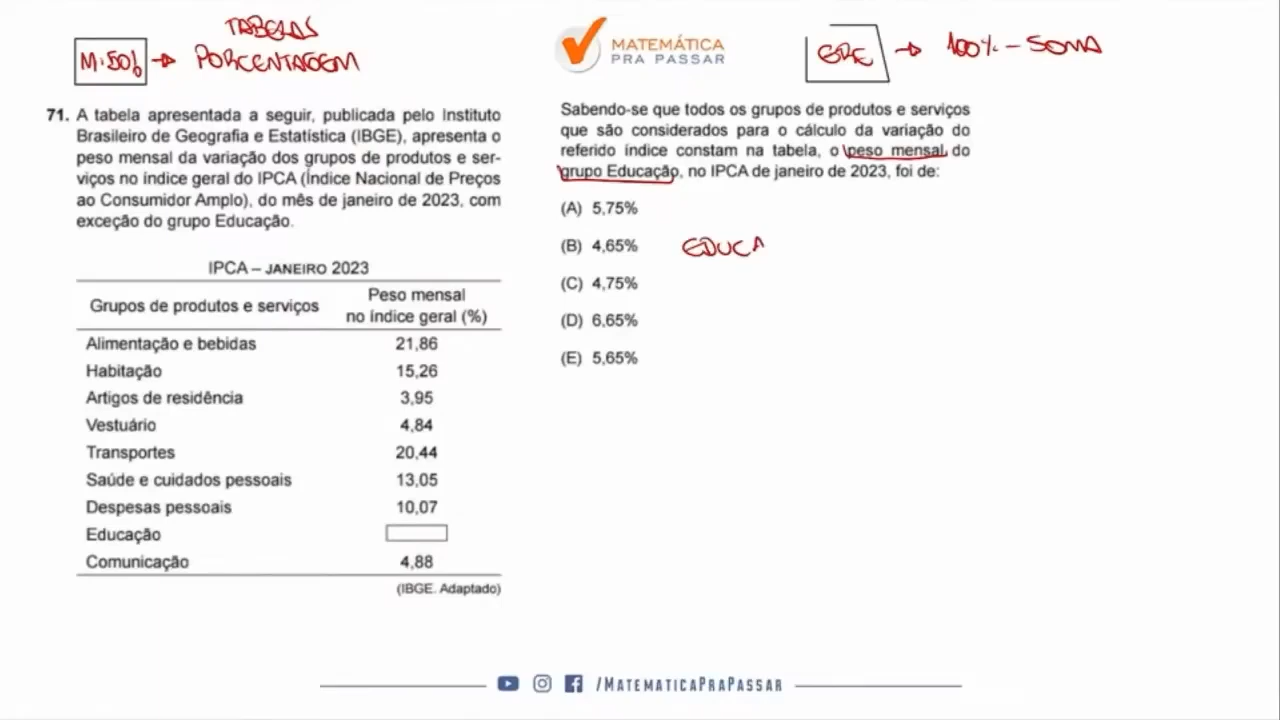 TABELAS
M.50% → PORCENTAGEM
MATEMÁTICA
PRA PASSAR
→ 100% - SOMA
71. A tabela apresentada a seguir, publicada pelo Instituto
Brasileiro de Geografia e Estatística (IBGE), apresenta o
peso mensal da variação dos grupos de produtos e ser-
viços no índice geral do IPCA (Índice Nacional de Preços
ao Consumidor Amplo), do mês de janeiro de 2023, com
exceção do grupo Educação.
IPCA – JANEIRO 2023
Grupos de produtos e serviços Peso mensal
no índice geral (%)
Alimentação e bebidas 21,86
Habitação 15,26
Artigos de residência 3,95
Vestuário 4,84
Transportes 20,44
Saúde e cuidados pessoais 13,05
Despesas pessoais 10,07
Educação
Comunicação 4,88
(IBGE. Adaptado)
Sabendo-se que todos os grupos de produtos e serviços
que são considerados para o cálculo da variação do
referido índice constam na tabela, o peso mensal do
grupo Educação, no IPCA de janeiro de 2023, foi de:
(A) 5,75%
(B) 4,65% EDUCA
(C) 4,75%
(D) 6,65%
(E) 5,65%
/MATEMATICAPRAPASSAR